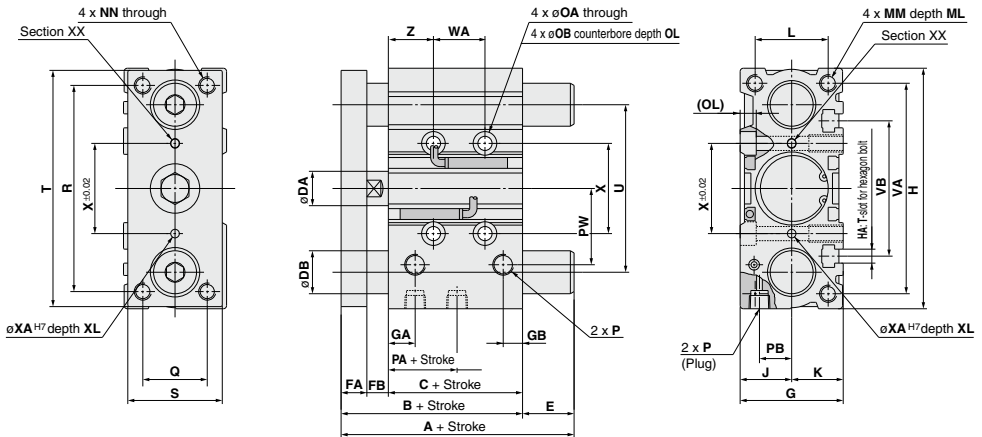 4 x NN through
Section XX
T
R
X±0.02
øXA H7 depth XL
Q
S
Z
WA
4 x øOA through
4 x øOB counterbore depth OL
øDA
øDB
PW
X
U
GA
GB
2 x P
PA + Stroke
FA
FB
C + Stroke
B + Stroke
E
A + Stroke
L
4 x MM depth ML
Section XX
(OL)
X±0.02
HA: T-slot for hexagon bolt
VB
VA
H
2 x P
(Plug)
PB
J
K
G
øXA H7 depth XL